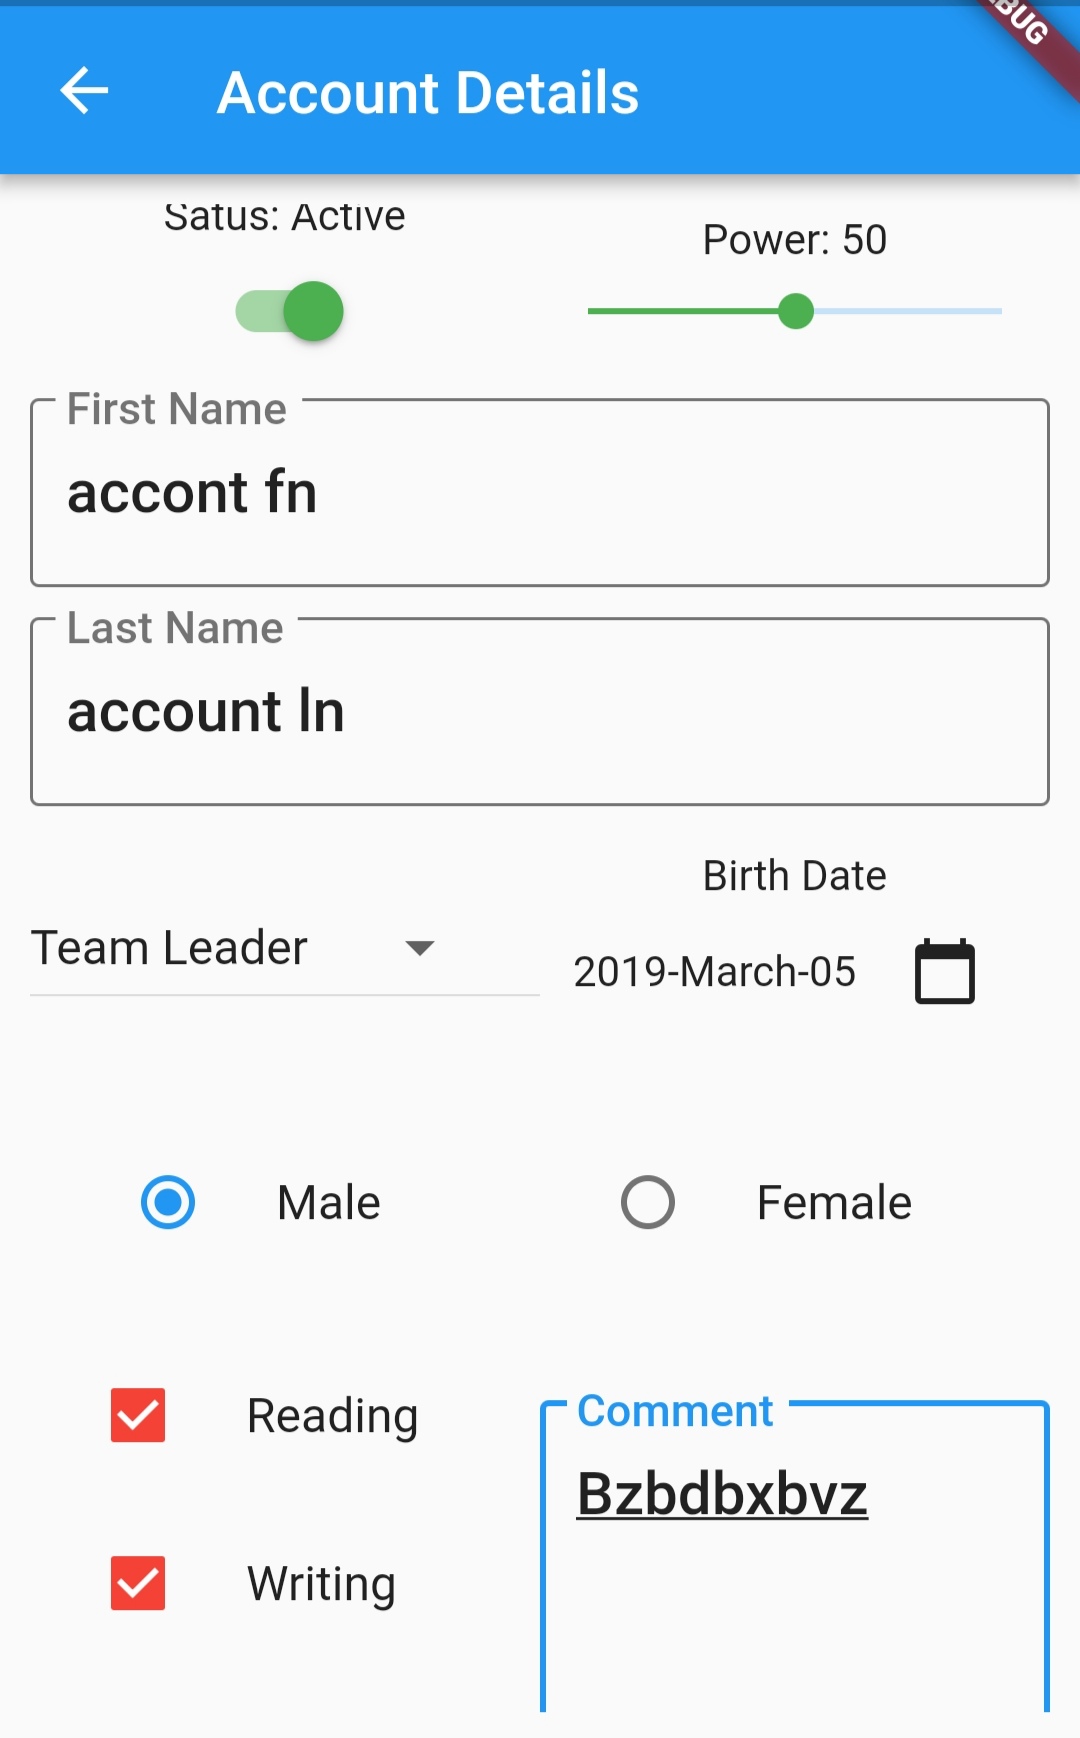 BUG
Account Details
Satus: Active
Power: 50
First Name
accont fn
Last Name
account ln
Birth Date
Team Leader
2019-March-05
Male
Female
Reading
Comment
Bzbdbxbvz
Writing